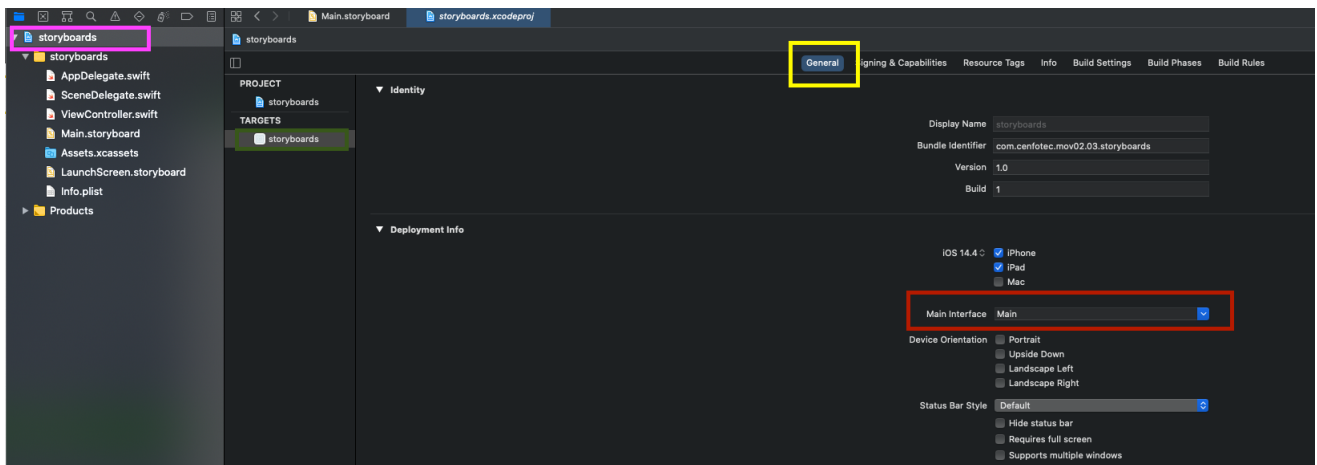 Main.storyboard
storyboards.xcodeproj
storyboards
storyboards
AppDelegate.swift
SceneDelegate.swift
ViewController.swift
Main.storyboard
Assets.xcassets
LaunchScreen.storyboard
Info.plist
Products
storyboards
General
igning & Capabilities
Resource Tags
Info
Build Settings
Build Phases
Build Rules
PROJECT
storyboards
TARGETS
storyboards
Identity
Display Name storyboards
Bundle Identifier com.cenfotec.mov02.03.storyboards
Version 1.0
Build 1
Deployment Info
iOS 14.4 iPhone
iPad
Mac
Main Interface Main
Device Orientation Portrait
Upside Down
Landscape Left
Landscape Right
Status Bar Style Default
Hide status bar
Requires full screen
Supports multiple windows